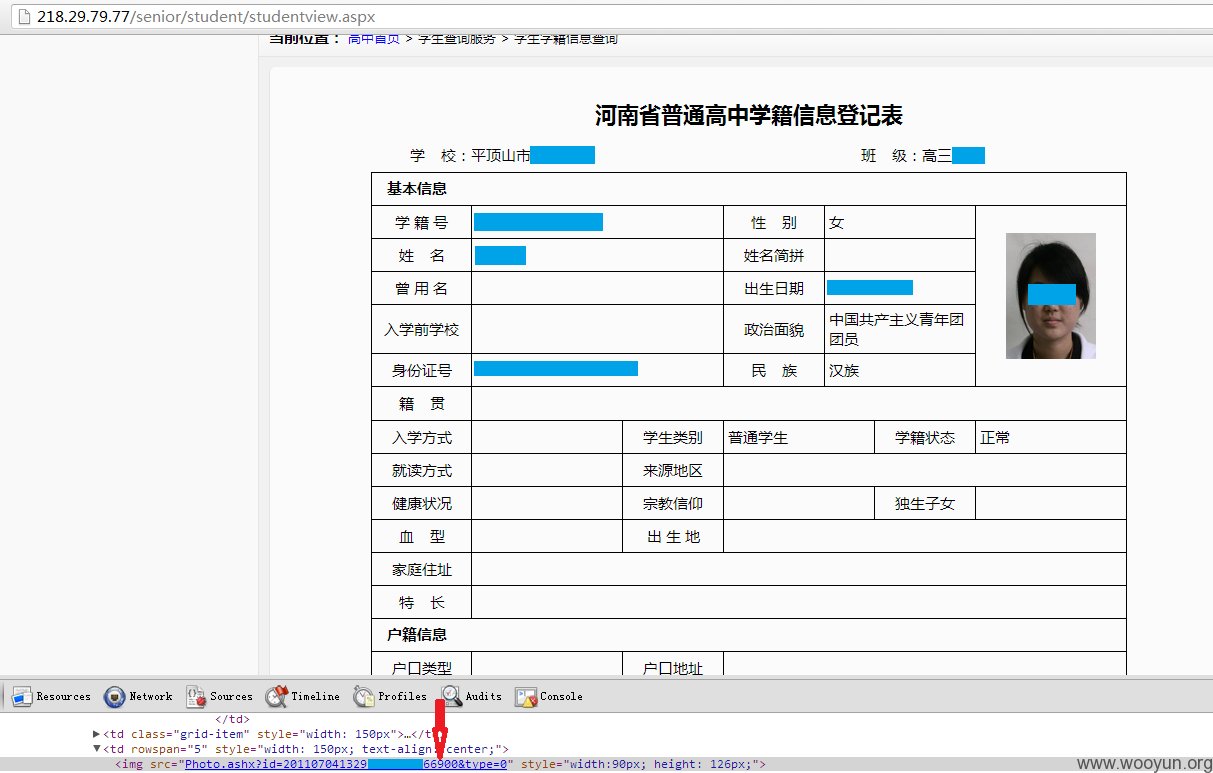 218.29.79.77/senior/student/studentview.aspx
当前位置： 高中首页 > 学生查询服务 > 学生学籍信息查询
河南省普通高中学籍信息登记表
学 校：平顶山市 班 级：高三
基本信息
学 籍 号 性 别 女
姓 名 姓名简拼
曾 用 名 出生日期
入学前学校 政治面貌 中国共产主义青年团
团员
身份证号 民 族 汉族
籍 贯
入学方式 学生类别 普通学生 学籍状态 正常
就读方式 来源地区
健康状况 宗教信仰 独生子女
血 型 出 生 地
家庭住址
特 长
户籍信息
户口类型 户口地址
Resources Network Sources Timeline Profiles Audits Console
</td>
▶<td class="grid-item" style="width: 150px">…</td>
▼<td rowspan="5" style="width: 150px; text-align: center;">
<img src="Photo.ashx?id=201107041329 66900&type=0" style="width:90px; height: 126px;">
www.wooyun.org